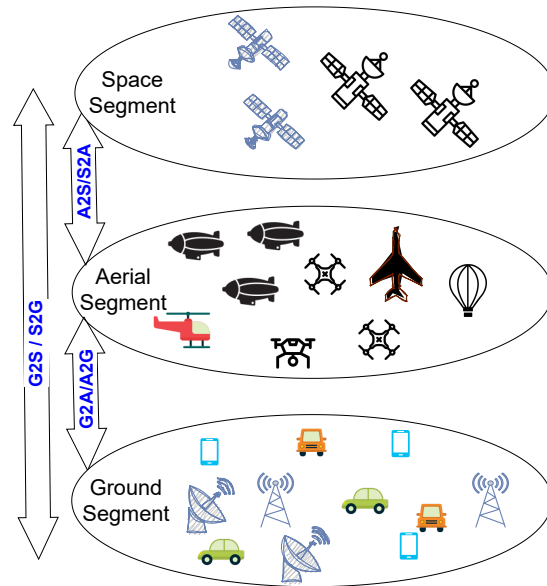 Space
Segment
A2S/S2A
Aerial
Segment
G2S / S2G
G2A/A2G
Ground
Segment